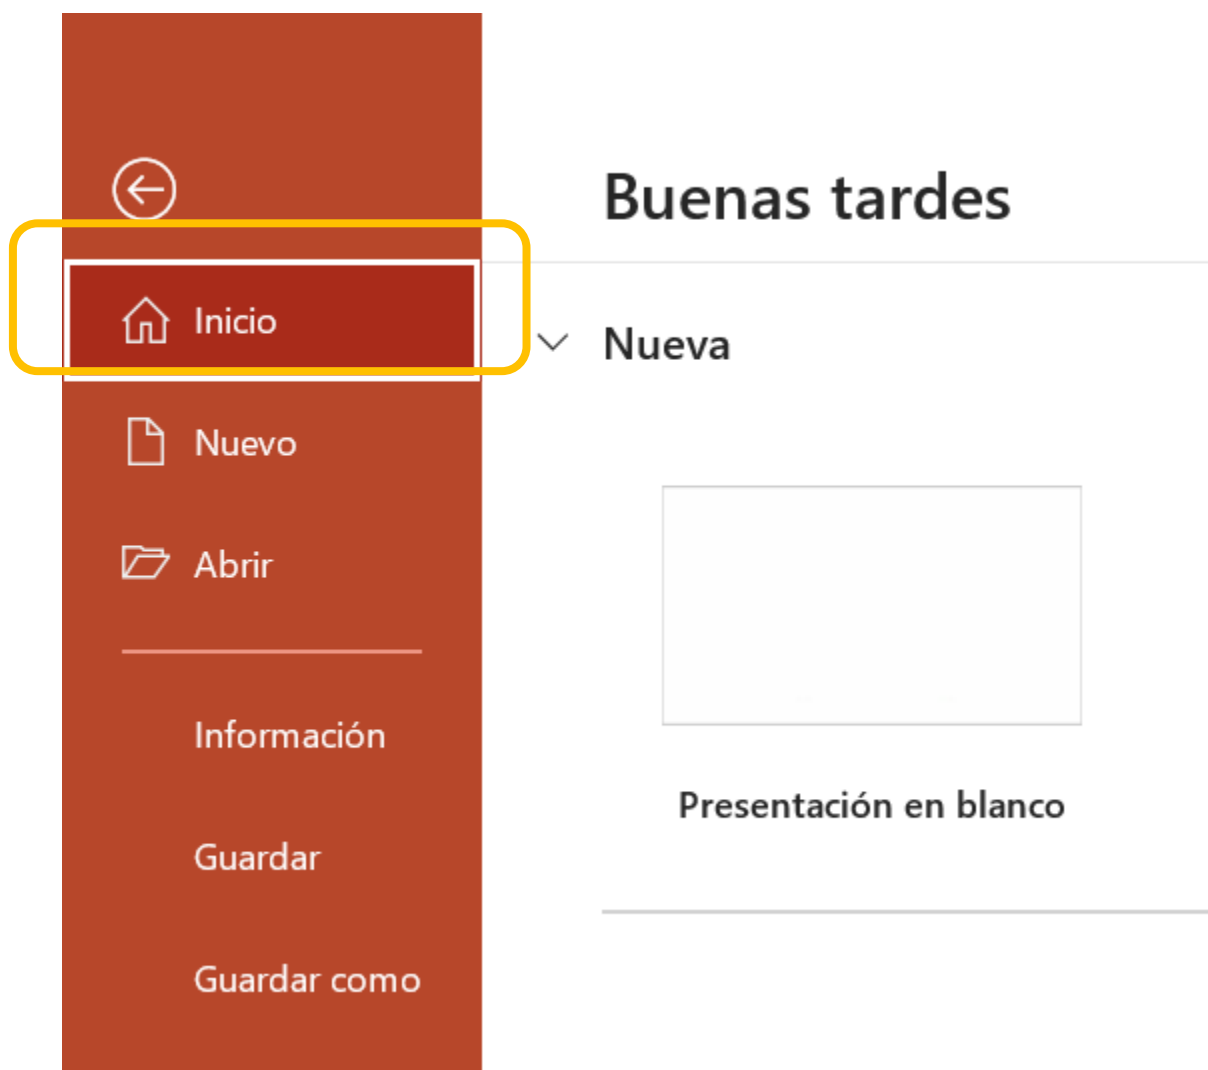 Buenas tardes
Inicio
Nueva
Nuevo
Abrir
Información
Presentación en blanco
Guardar
Guardar como